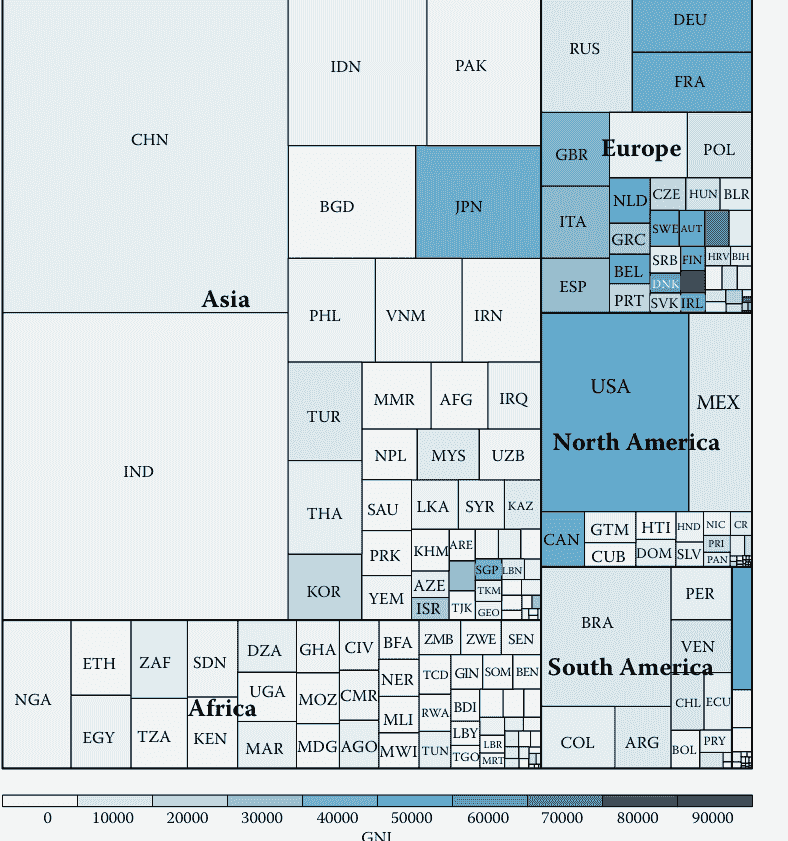 CHN
IDN
PAK
BGD
JPN
Asia
PHL
VNM
IRN
IND
TUR
MMR
AFG
IRQ
NPL
MYS
UZB
THA
SAU
LKA
SYR
KAZ
PRK
KHM
ARE
KOR
YEM
AZE
ISR
SGP
LBN
TKM
TJK
GEO
RUS
DEU
FRA
GBR
Europe
POL
ITA
NLD
CZE
HUN
BLR
GRC
SWE
AUT
ESP
BEL
SRB
FIN
HRV
BIH
PRT
DNK
SVK
IRL
USA
MEX
North America
CAN
GTM
HTI
HND
NIC
CR
CUB
DOM
SLV
PRI
PAN
BRA
PER
VEN
South America
CHL
ECU
COL
ARG
BOL
PRY
NGA
ETH
ZAF
SDN
DZA
GHA
CIV
BFA
ZMB
ZWE
SEN
UGA
MOZ
CMR
NER
TCD
GIN
SOM
BEN
Africa
EGY
TZA
KEN
MAR
MDG
AGO
MLI
RWA
BDI
MWI
TUN
LBY
LBR
TGO
MRT
0 10000 20000 30000 40000 50000 60000 70000 80000 90000
GNI